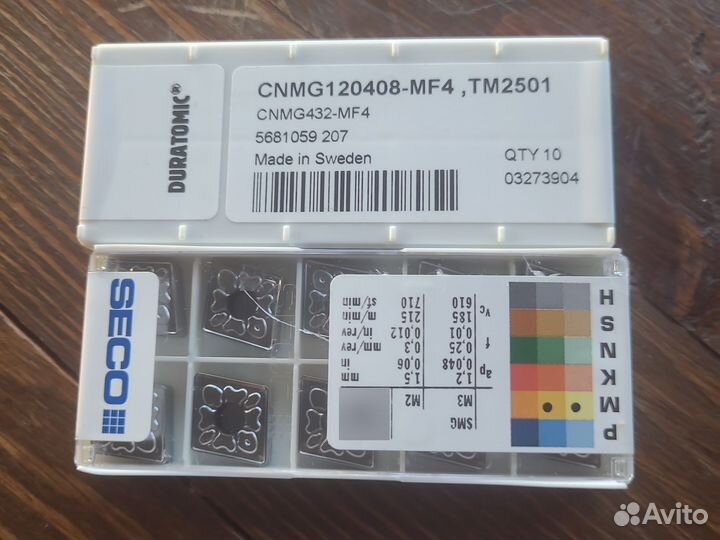 DURATOMIC®
CNMG120408-MF4 ,TM2501
CNMG432-MF4
5681059 207
Made in Sweden
QTY 10
03273904
SECO
P
M
K
N
S
H
SMG
M3 M2
ap 1,2 1,5 mm
0,048 0,06 in
f 0,25 0,3 mm/rev
0,01 0,012 in/rev
vc 185 215 m/min
610 710 sf/min
Avito